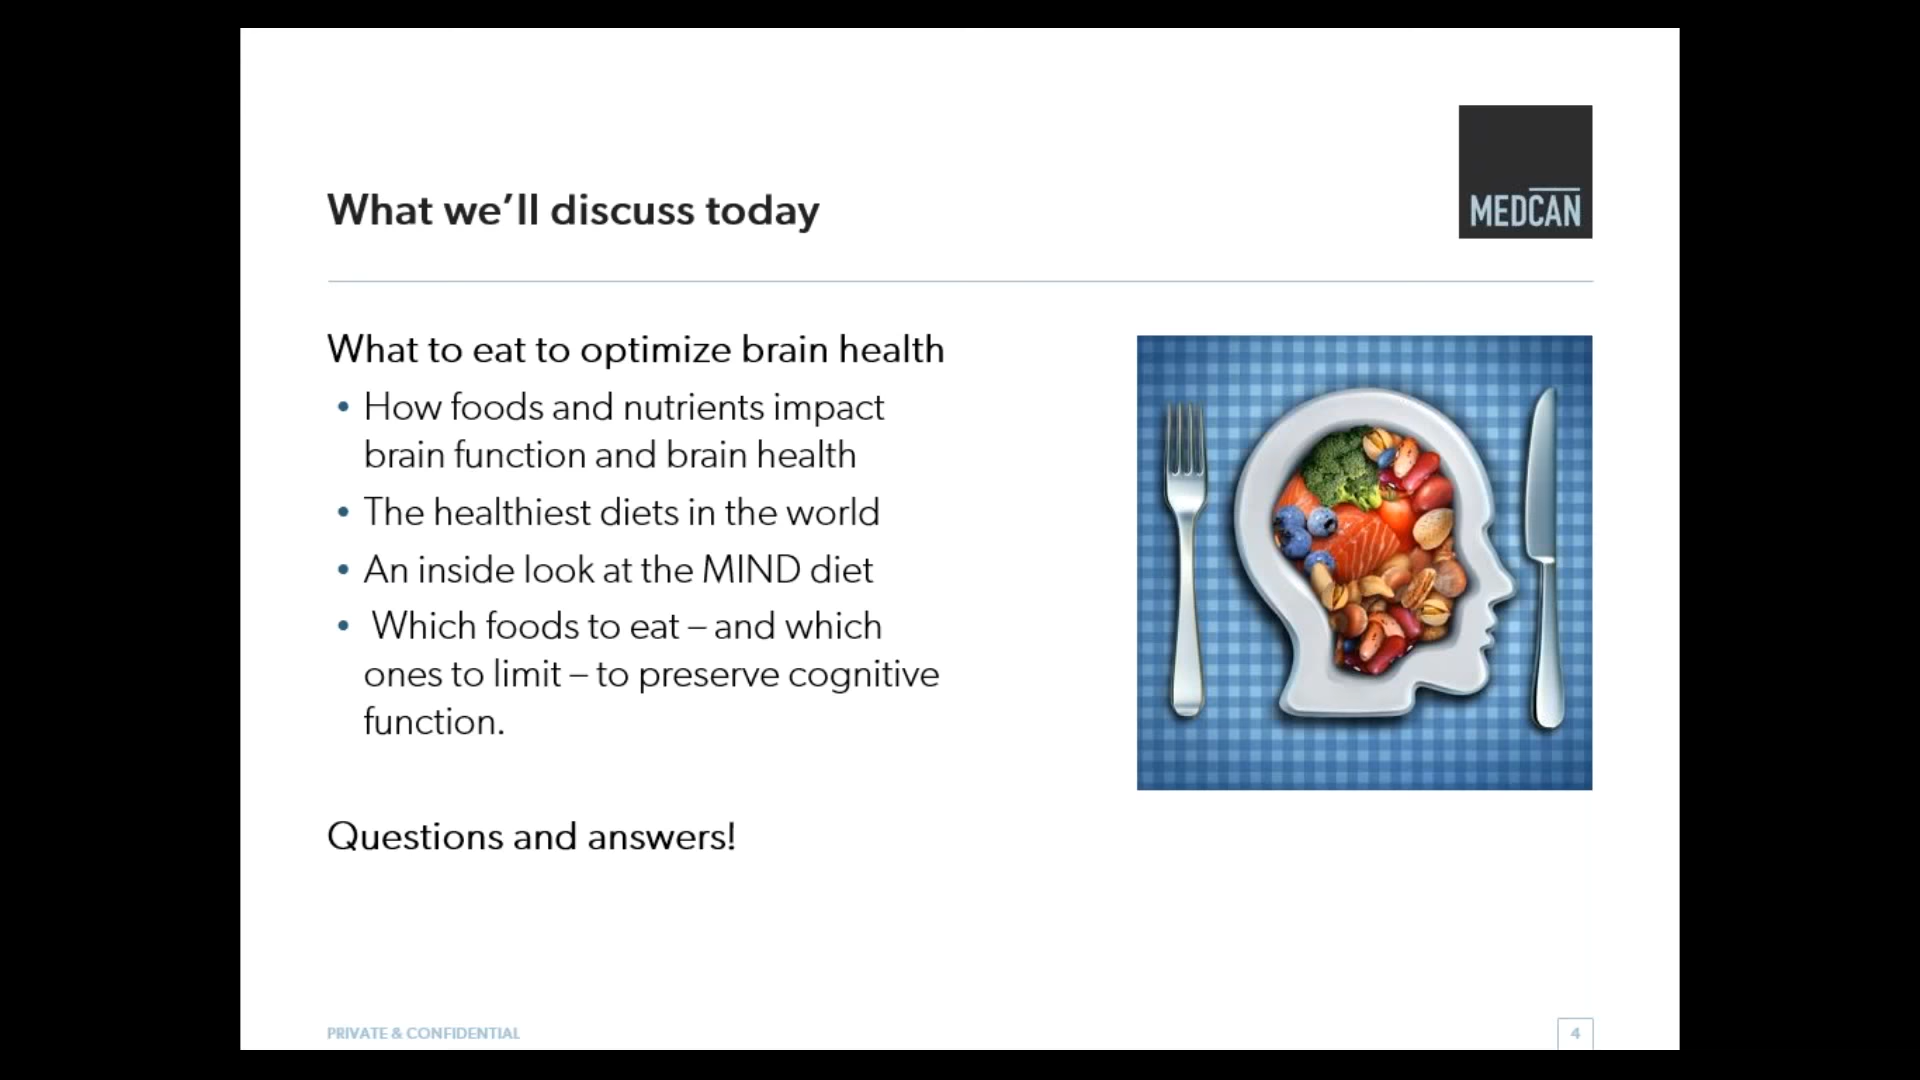 MEDCAN
What we’ll discuss today
What to eat to optimize brain health
• How foods and nutrients impact
brain function and brain health
• The healthiest diets in the world
• An inside look at the MIND diet
• Which foods to eat – and which
ones to limit – to preserve cognitive
function.
Questions and answers!
PRIVATE & CONFIDENTIAL
4